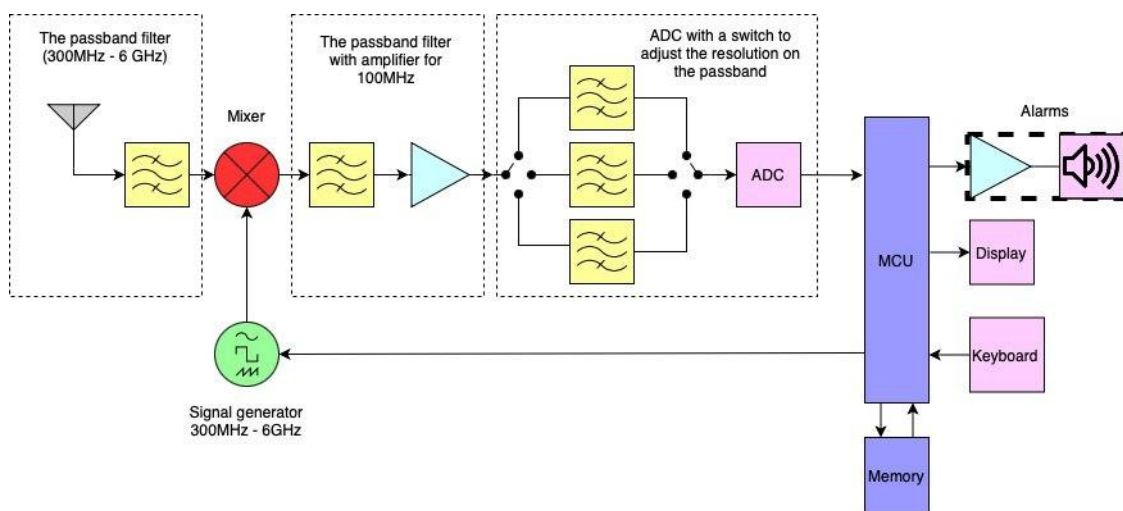 The passband filter
(300MHz - 6 GHz)
Mixer
The passband filter
with amplifier for
100MHz
ADC with a switch to
adjust the resolution on
the passband
ADC
MCU
Alarms
Display
Keyboard
Signal generator
300MHz - 6GHz
Memory